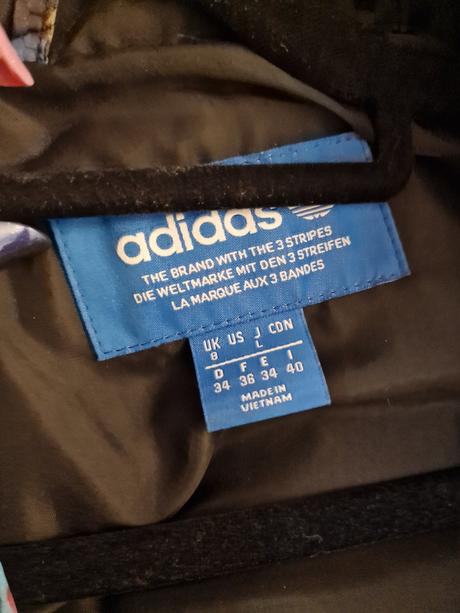 adidas
THE BRAND WITH THE 3 STRIPES
DIE WELTMARKE MIT DEN 3 STREIFEN
LA MARQUE AUX 3 BANDES
UK US J CDN
8 L
D F E I
34 36 34 40
MADE IN
VIETNAM